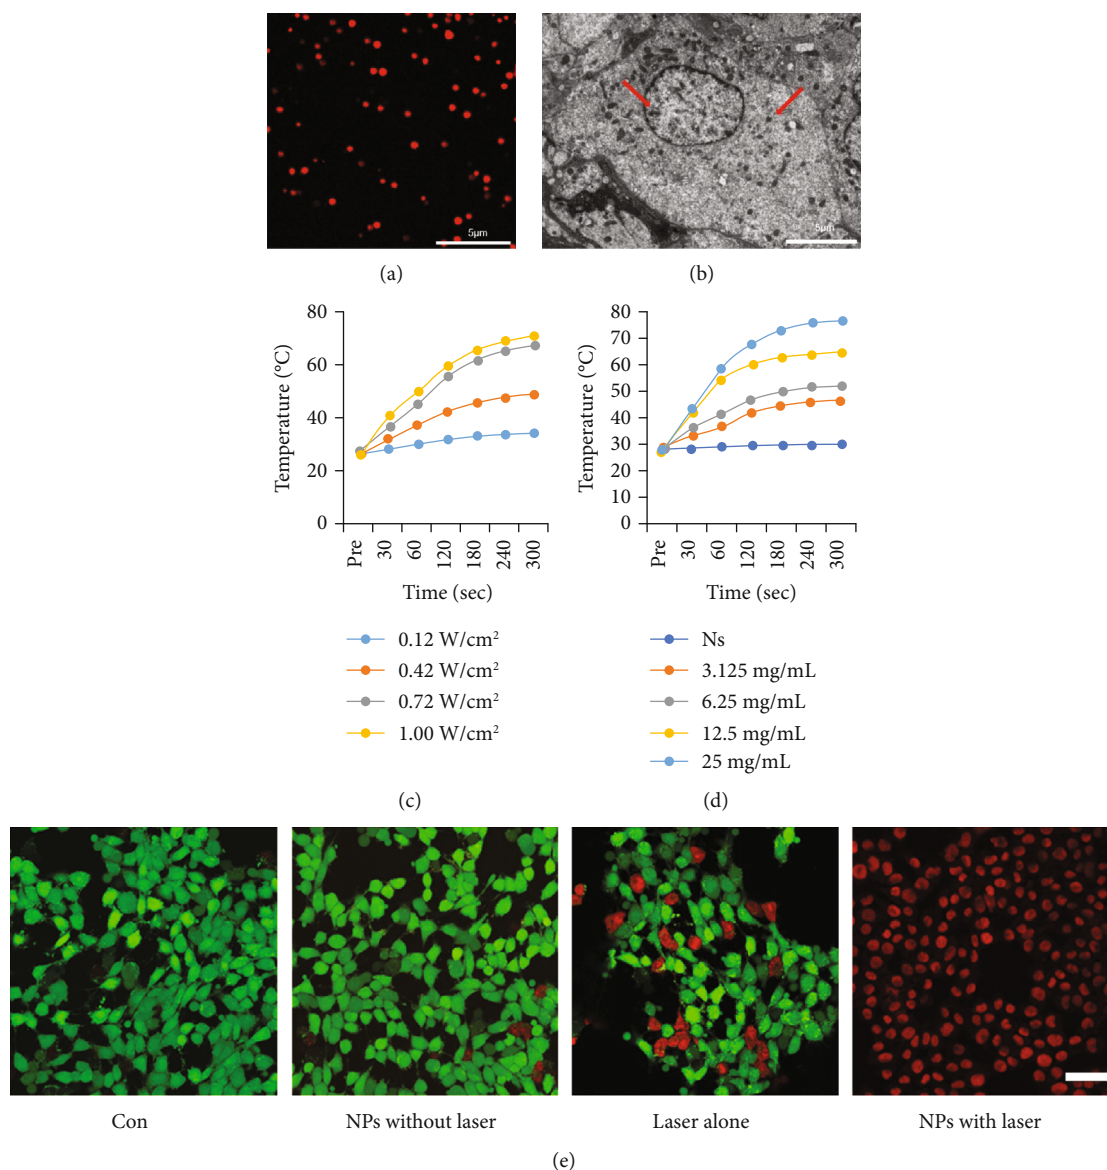 5μm
5μm
(a)
(b)
80
60
40
20
0
Temperature (°C)
Pre
30
60
120
180
240
300
Time (sec)
0.12 W/cm²
0.42 W/cm²
0.72 W/cm²
1.00 W/cm²
(c)
80
70
60
50
40
30
20
10
0
Temperature (°C)
Pre
30
60
120
180
240
300
Time (sec)
Ns
3.125 mg/mL
6.25 mg/mL
12.5 mg/mL
25 mg/mL
(d)
Con
NPs without laser
Laser alone
NPs with laser
(e)